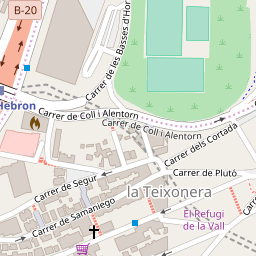 B-20
Carrer de les Basses d'Hor
Hebron
Carrer de Coll i Alentorn
Carrer de Coll i Alentorn
Carrer dels Cortada
Carrer de Plutó
Carrer de Segur
la Teixonera
Carrer de Samaniego
El Refugi
de la Vall